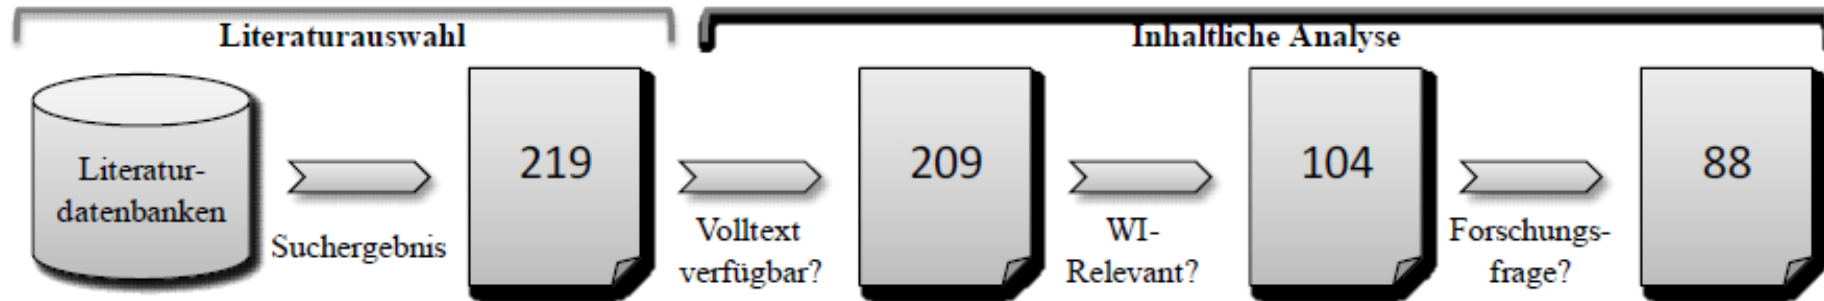 Literaturauswahl
Inhaltliche Analyse
Literatur-
datenbanken
Suchergebnis
219
Volltext
verfügbar?
209
WI-
Relevant?
104
Forschungs-
frage?
88